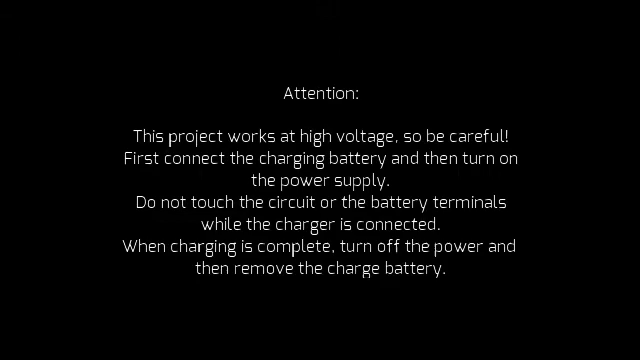 Attention:
This project works at high voltage, so be careful!
First connect the charging battery and then turn on
the power supply.
Do not touch the circuit or the battery terminals
while the charger is connected.
When charging is complete, turn off the power and
then remove the charge battery.